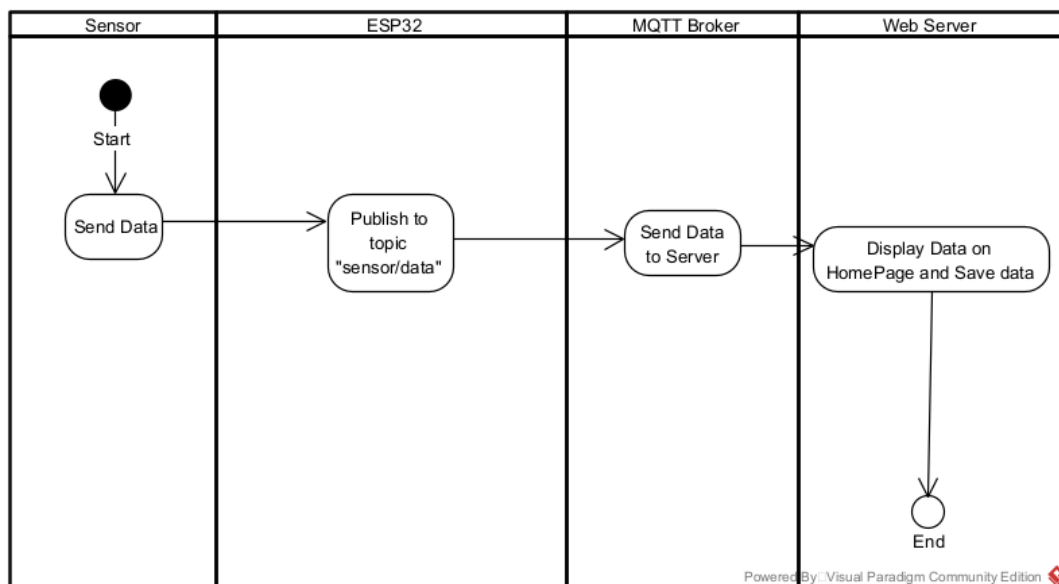 Sensor
ESP32
MQTT Broker
Web Server
Start
Send Data
Publish to
topic
"sensor/data"
Send Data
to Server
Display Data on
HomePage and Save data
End
Powered By Visual Paradigm Community Edition